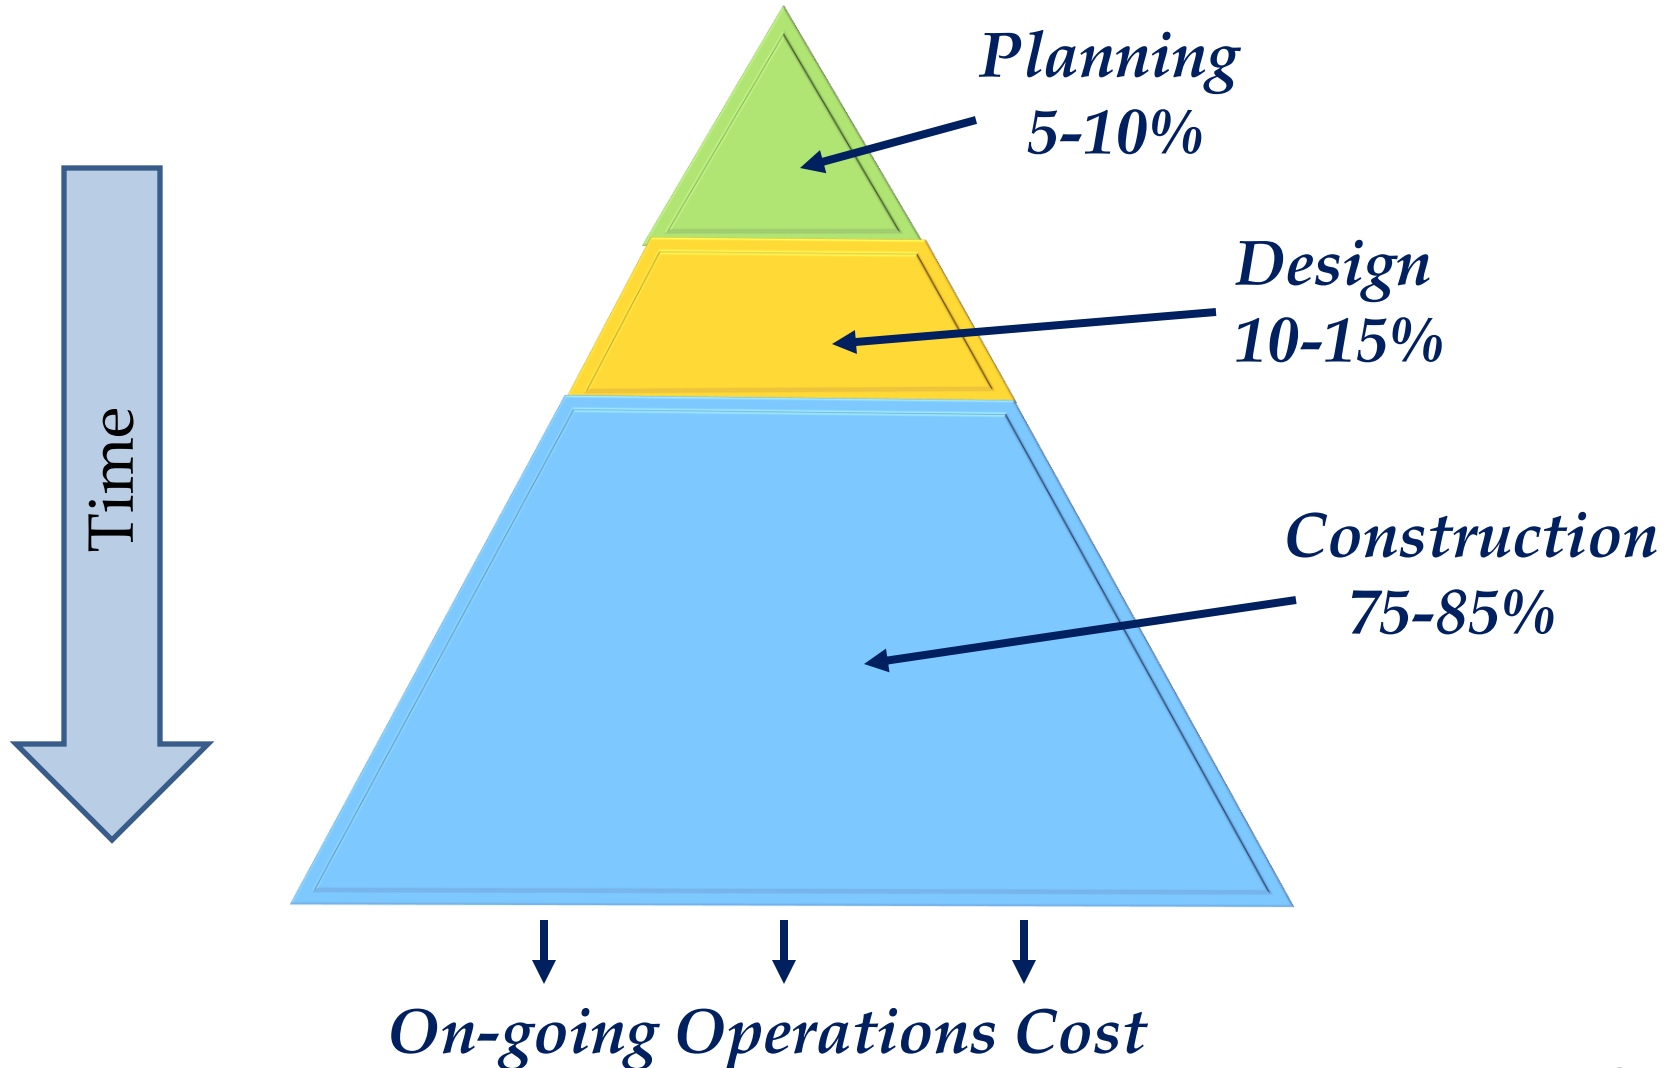 Planning
5-10%
Design
10-15%
Time
Construction
75-85%
On-going Operations Cost